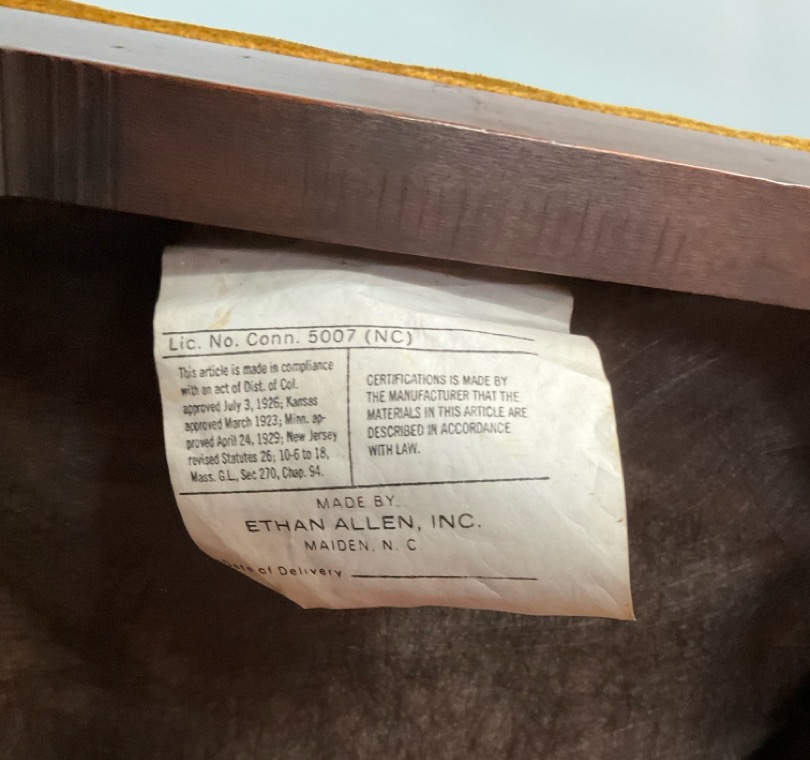 Lic. No. Conn. 5007 (NC)
This article is made in compliance
with an act of Dist. of Col.
approved July 3, 1926; Kansas
approved March 1923; Minn. ap-
proved April 24, 1929; New Jersey
revised Statutes 26; 10-6 to 18,
Mass. G.L., Sec 270, Chap. 94.
CERTIFICATIONS IS MADE BY
THE MANUFACTURER THAT THE
MATERIALS IN THIS ARTICLE ARE
DESCRIBED IN ACCORDANCE
WITH LAW.
MADE BY
ETHAN ALLEN, INC.
MAIDEN, N. C.
Date of Delivery